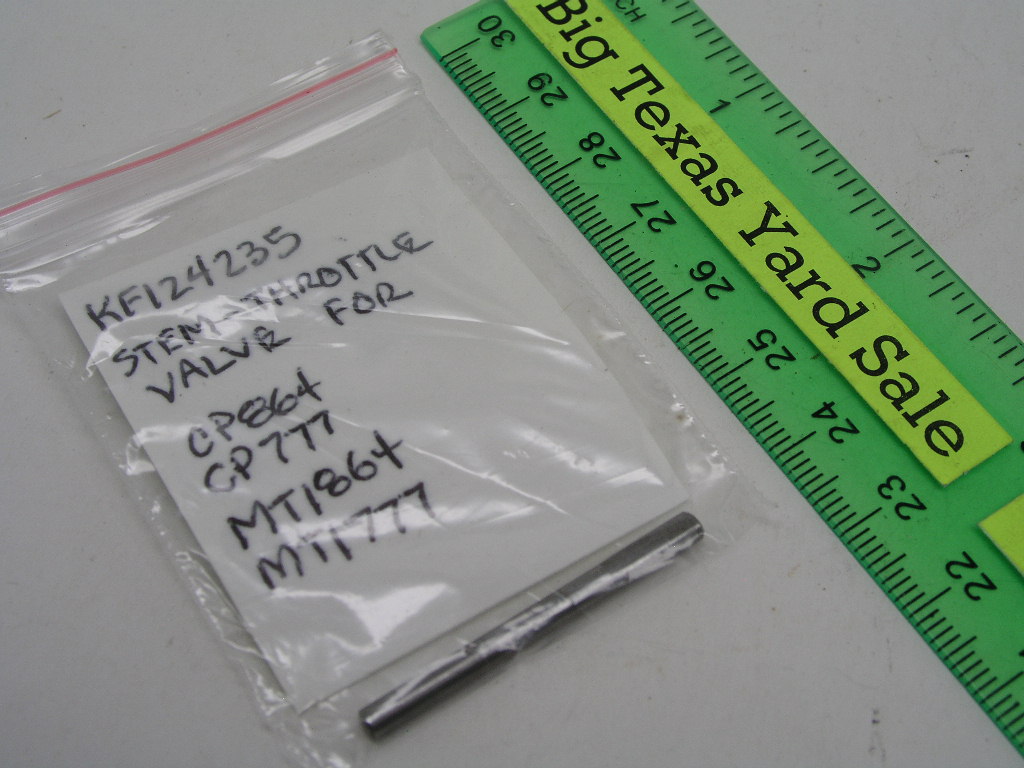 KF124235
STEM-THROTTLE
VALVE FOR
CP864
CP777
MT1864
MT1777
Big Texas Yard Sale
1
2
30
29
28
27
26
25
24
23
22